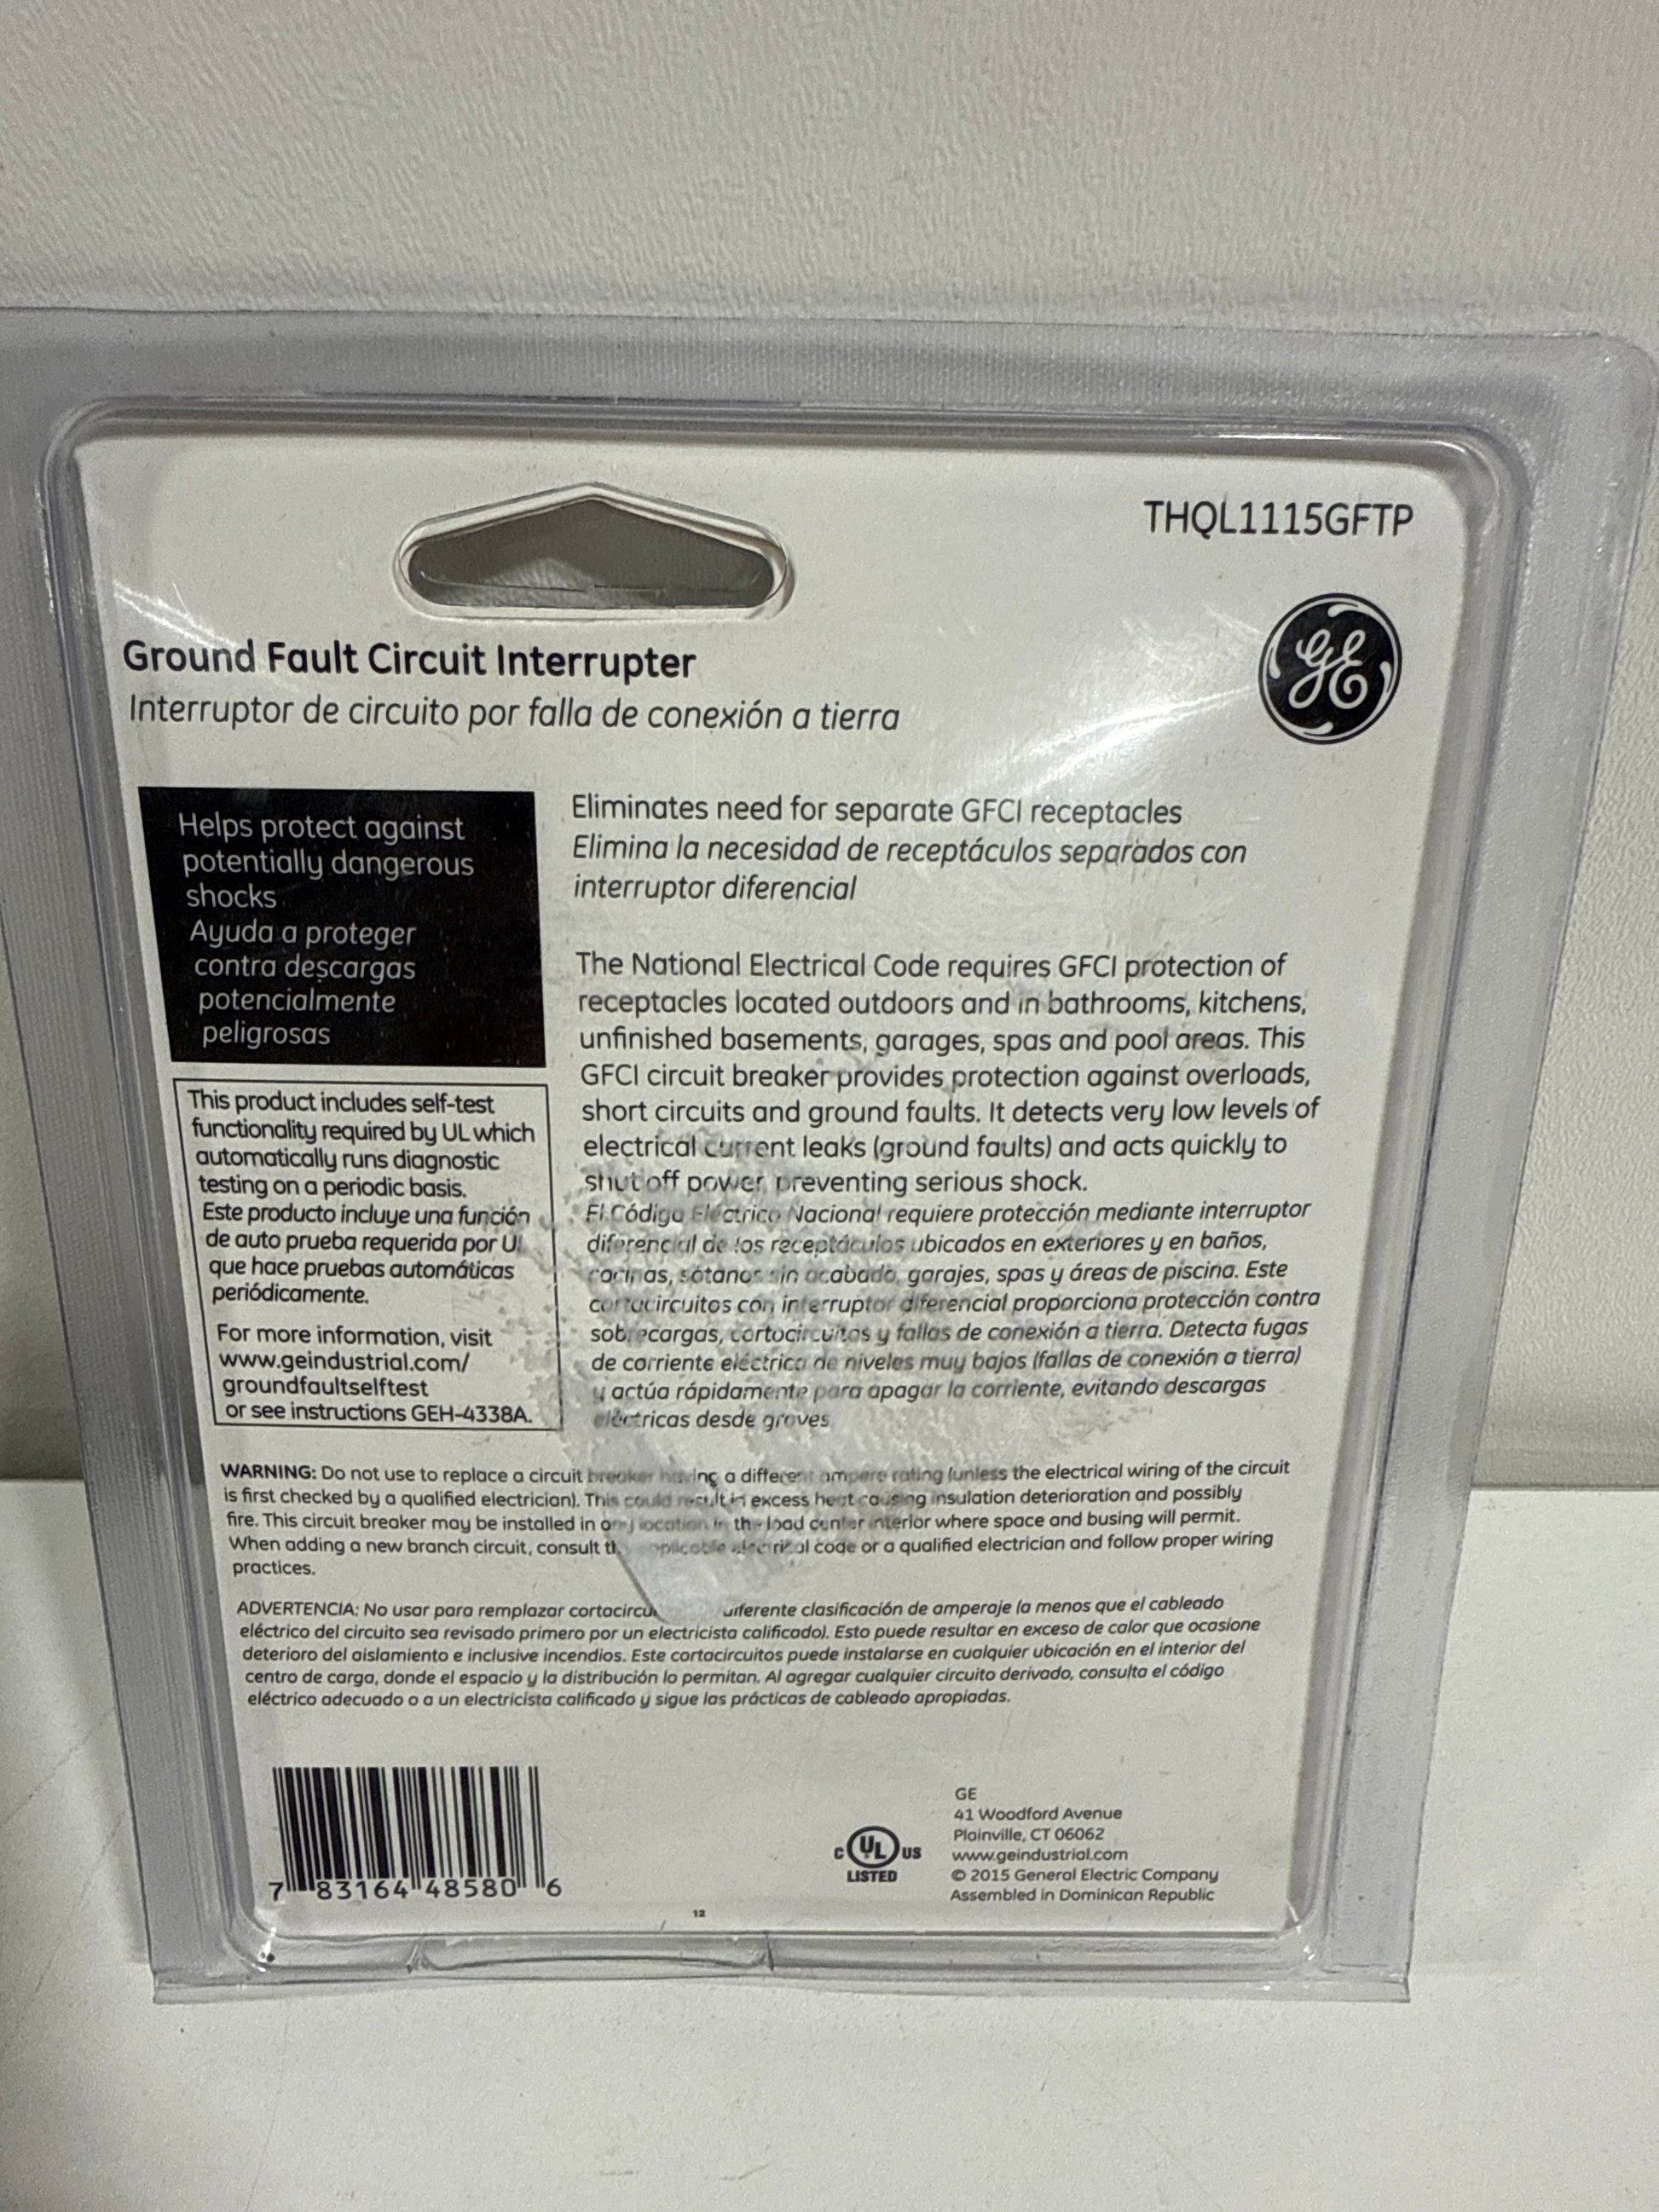 THQL1115GFTP
GE
Ground Fault Circuit Interrupter
Interruptor de circuito por falla de conexión a tierra
Helps protect against
potentially dangerous
shocks
Ayuda a proteger
contra descargas
potencialmente
peligrosas
This product includes self-test
functionality required by UL which
automatically runs diagnostic
testing on a periodic basis.
Este producto incluye una función
de auto prueba requerida por UL
que hace pruebas automáticas
periódicamente.
For more information, visit
www.geindustrial.com/
groundfaultselftest
or see instructions GEH-4338A.
Eliminates need for separate GFCI receptacles
Elimina la necesidad de receptáculos separados con
interruptor diferencial
The National Electrical Code requires GFCI protection of
receptacles located outdoors and in bathrooms, kitchens,
unfinished basements, garages, spas and pool areas. This
GFCI circuit breaker provides protection against overloads,
short circuits and ground faults. It detects very low levels of
electrical current leaks (ground faults) and acts quickly to
shut off power, preventing serious shock.
El Código Eléctrico Nacional requiere protección mediante interruptor
diferencial de los receptáculos ubicados en exteriores y en baños,
cocinas, sótanos sin acabado, garajes, spas y áreas de piscina. Este
cortacircuitos con interruptor diferencial proporciona protección contra
sobrecargas, cortocircuitos y fallas de conexión a tierra. Detecta fugas
de corriente eléctrica de niveles muy bajos (fallas de conexión a tierra)
y actúa rápidamente para apagar la corriente, evitando descargas
eléctricas desde graves
WARNING: Do not use to replace a circuit breaker having a different ampere rating (unless the electrical wiring of the circuit
is first checked by a qualified electrician). This could result in excess heat causing insulation deterioration and possibly
fire. This circuit breaker may be installed in any location in the load center interior where space and busing will permit.
When adding a new branch circuit, consult the applicable electrical code or a qualified electrician and follow proper wiring
practices.
ADVERTENCIA: No usar para remplazar diferente clasificación de amperaje (a menos que el cableado
eléctrico del circuito sea revisado primero por un electricista calificado). Esto puede resultar en exceso de calor que ocasione
deterioro del aislamiento e inclusive incendios. Este cortacircuitos puede instalarse en cualquier ubicación en el interior del
centro de carga, donde el espacio y la distribución lo permitan. Al agregar cualquier circuito derivado, consulta el código
eléctrico adecuado o a un electricista calificado y sigue las prácticas de cableado apropiadas.
7 83164 48580 6
12
C UL US
LISTED
GE
41 Woodford Avenue
Plainville, CT 06062
www.geindustrial.com
© 2015 General Electric Company
Assembled in Dominican Republic